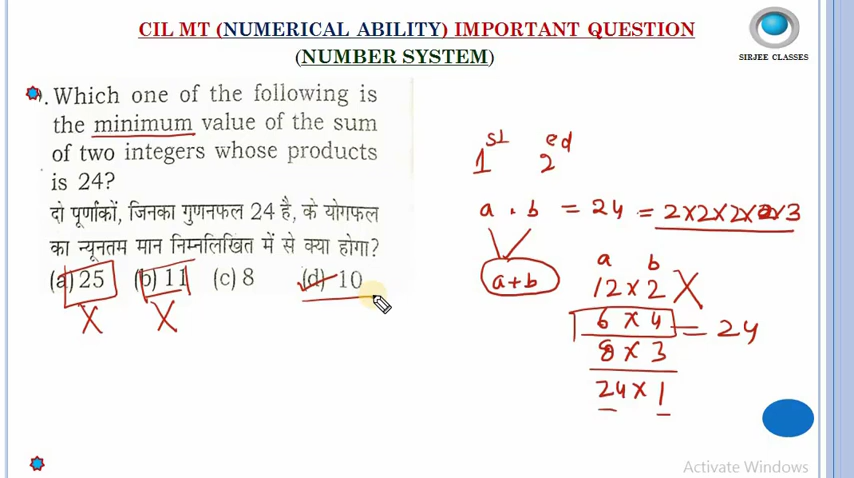 CIL MT (NUMERICAL ABILITY) IMPORTANT QUESTION
(NUMBER SYSTEM)
SIRJEE CLASSES
Which one of the following is
the minimum value of the sum
of two integers whose products
is 24?
दो पूर्णांकों, जिनका गुणनफल 24 है, के योगफल
का न्यूनतम मान निम्नलिखित में से क्या होगा?
(a) 25 (b) 11 (c) 8 (d) 10
X X
1st 2ed
a . b = 24 = 2×2×2×3
a+b
a b
12 × 2 X
6 × 4 = 24
8 × 3
24 × 1
Activate Windows